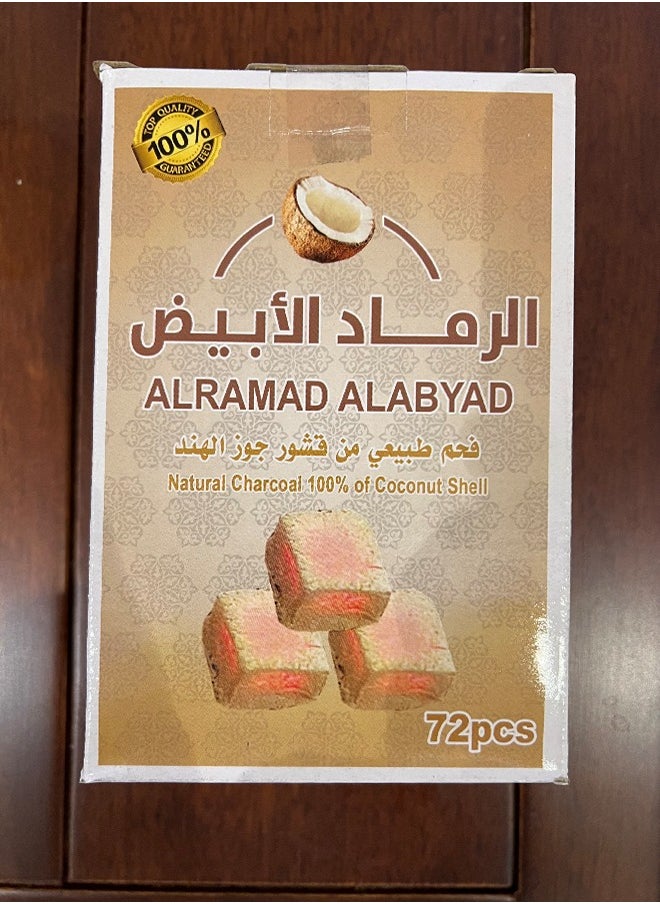 TOP QUALITY
100%
GUARANTEED
الرمـاد الأبيض
ALRAMAD ALABYAD
فحم طبيعي من قشور جوز الهند
Natural Charcoal 100% of Coconut Shell
72pcs